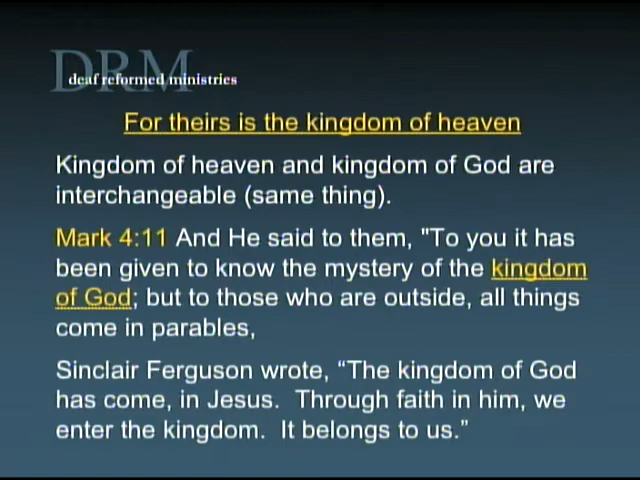 DRM
deaf reformed ministries
For theirs is the kingdom of heaven
Kingdom of heaven and kingdom of God are
interchangeable (same thing).
Mark 4:11 And He said to them, "To you it has
been given to know the mystery of the kingdom
of God; but to those who are outside, all things
come in parables,
Sinclair Ferguson wrote, “The kingdom of God
has come, in Jesus.  Through faith in him, we
enter the kingdom.  It belongs to us.”